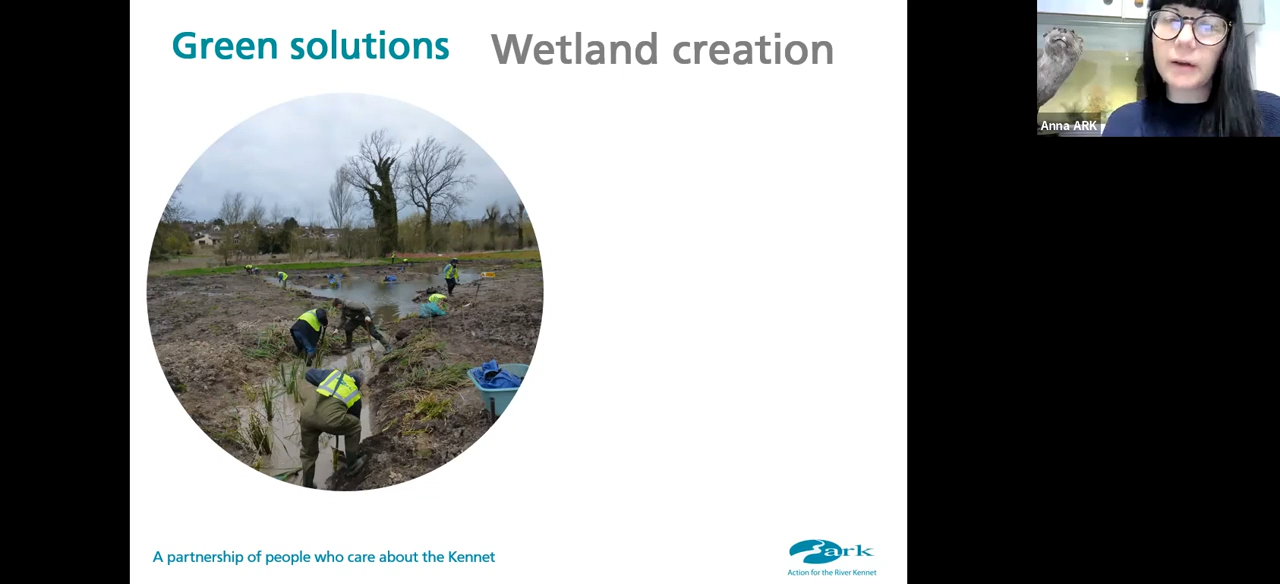 Green solutions Wetland creation
Anna ARK
A partnership of people who care about the Kennet
ark
Action for the River Kennet